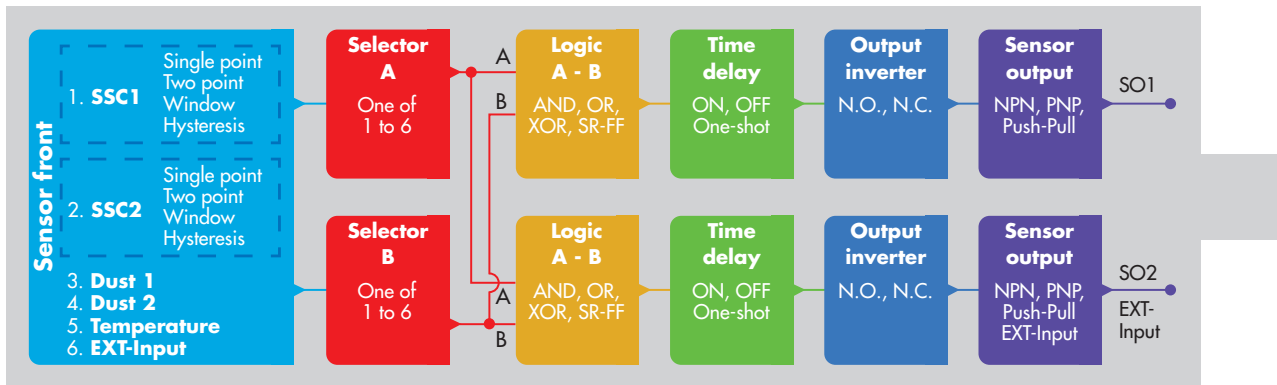 Sensor front
1. SSC1
Single point
Two point
Window
Hysteresis
2. SSC2
Single point
Two point
Window
Hysteresis
3. Dust 1
4. Dust 2
5. Temperature
6. EXT-Input
Selector
A
One of
1 to 6
A
B
Logic
A - B
AND, OR,
XOR, SR-FF
Time
delay
ON, OFF
One-shot
Output
inverter
N.O., N.C.
Sensor
output
NPN, PNP,
Push-Pull
SO1
Selector
B
One of
1 to 6
A
B
Logic
A - B
AND, OR,
XOR, SR-FF
Time
delay
ON, OFF
One-shot
Output
inverter
N.O., N.C.
Sensor
output
NPN, PNP,
Push-Pull
EXT-Input
SO2
EXT-
Input